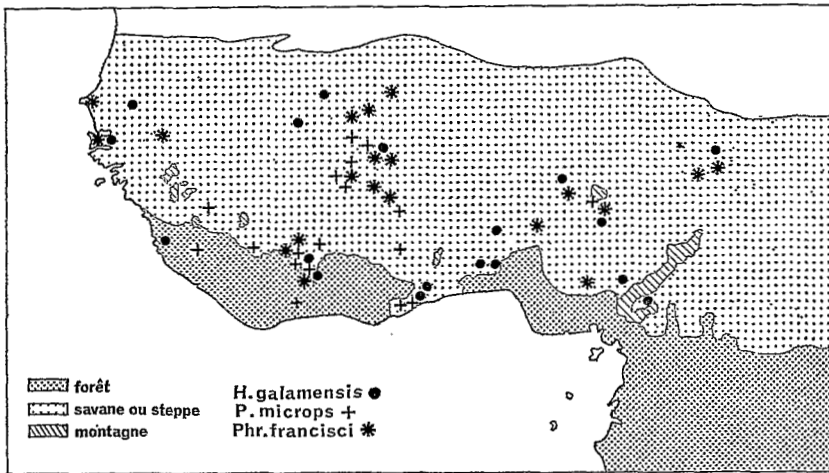 forêt
savane ou steppe
montagne
H. galamensis
P. microps
Phr. francisci